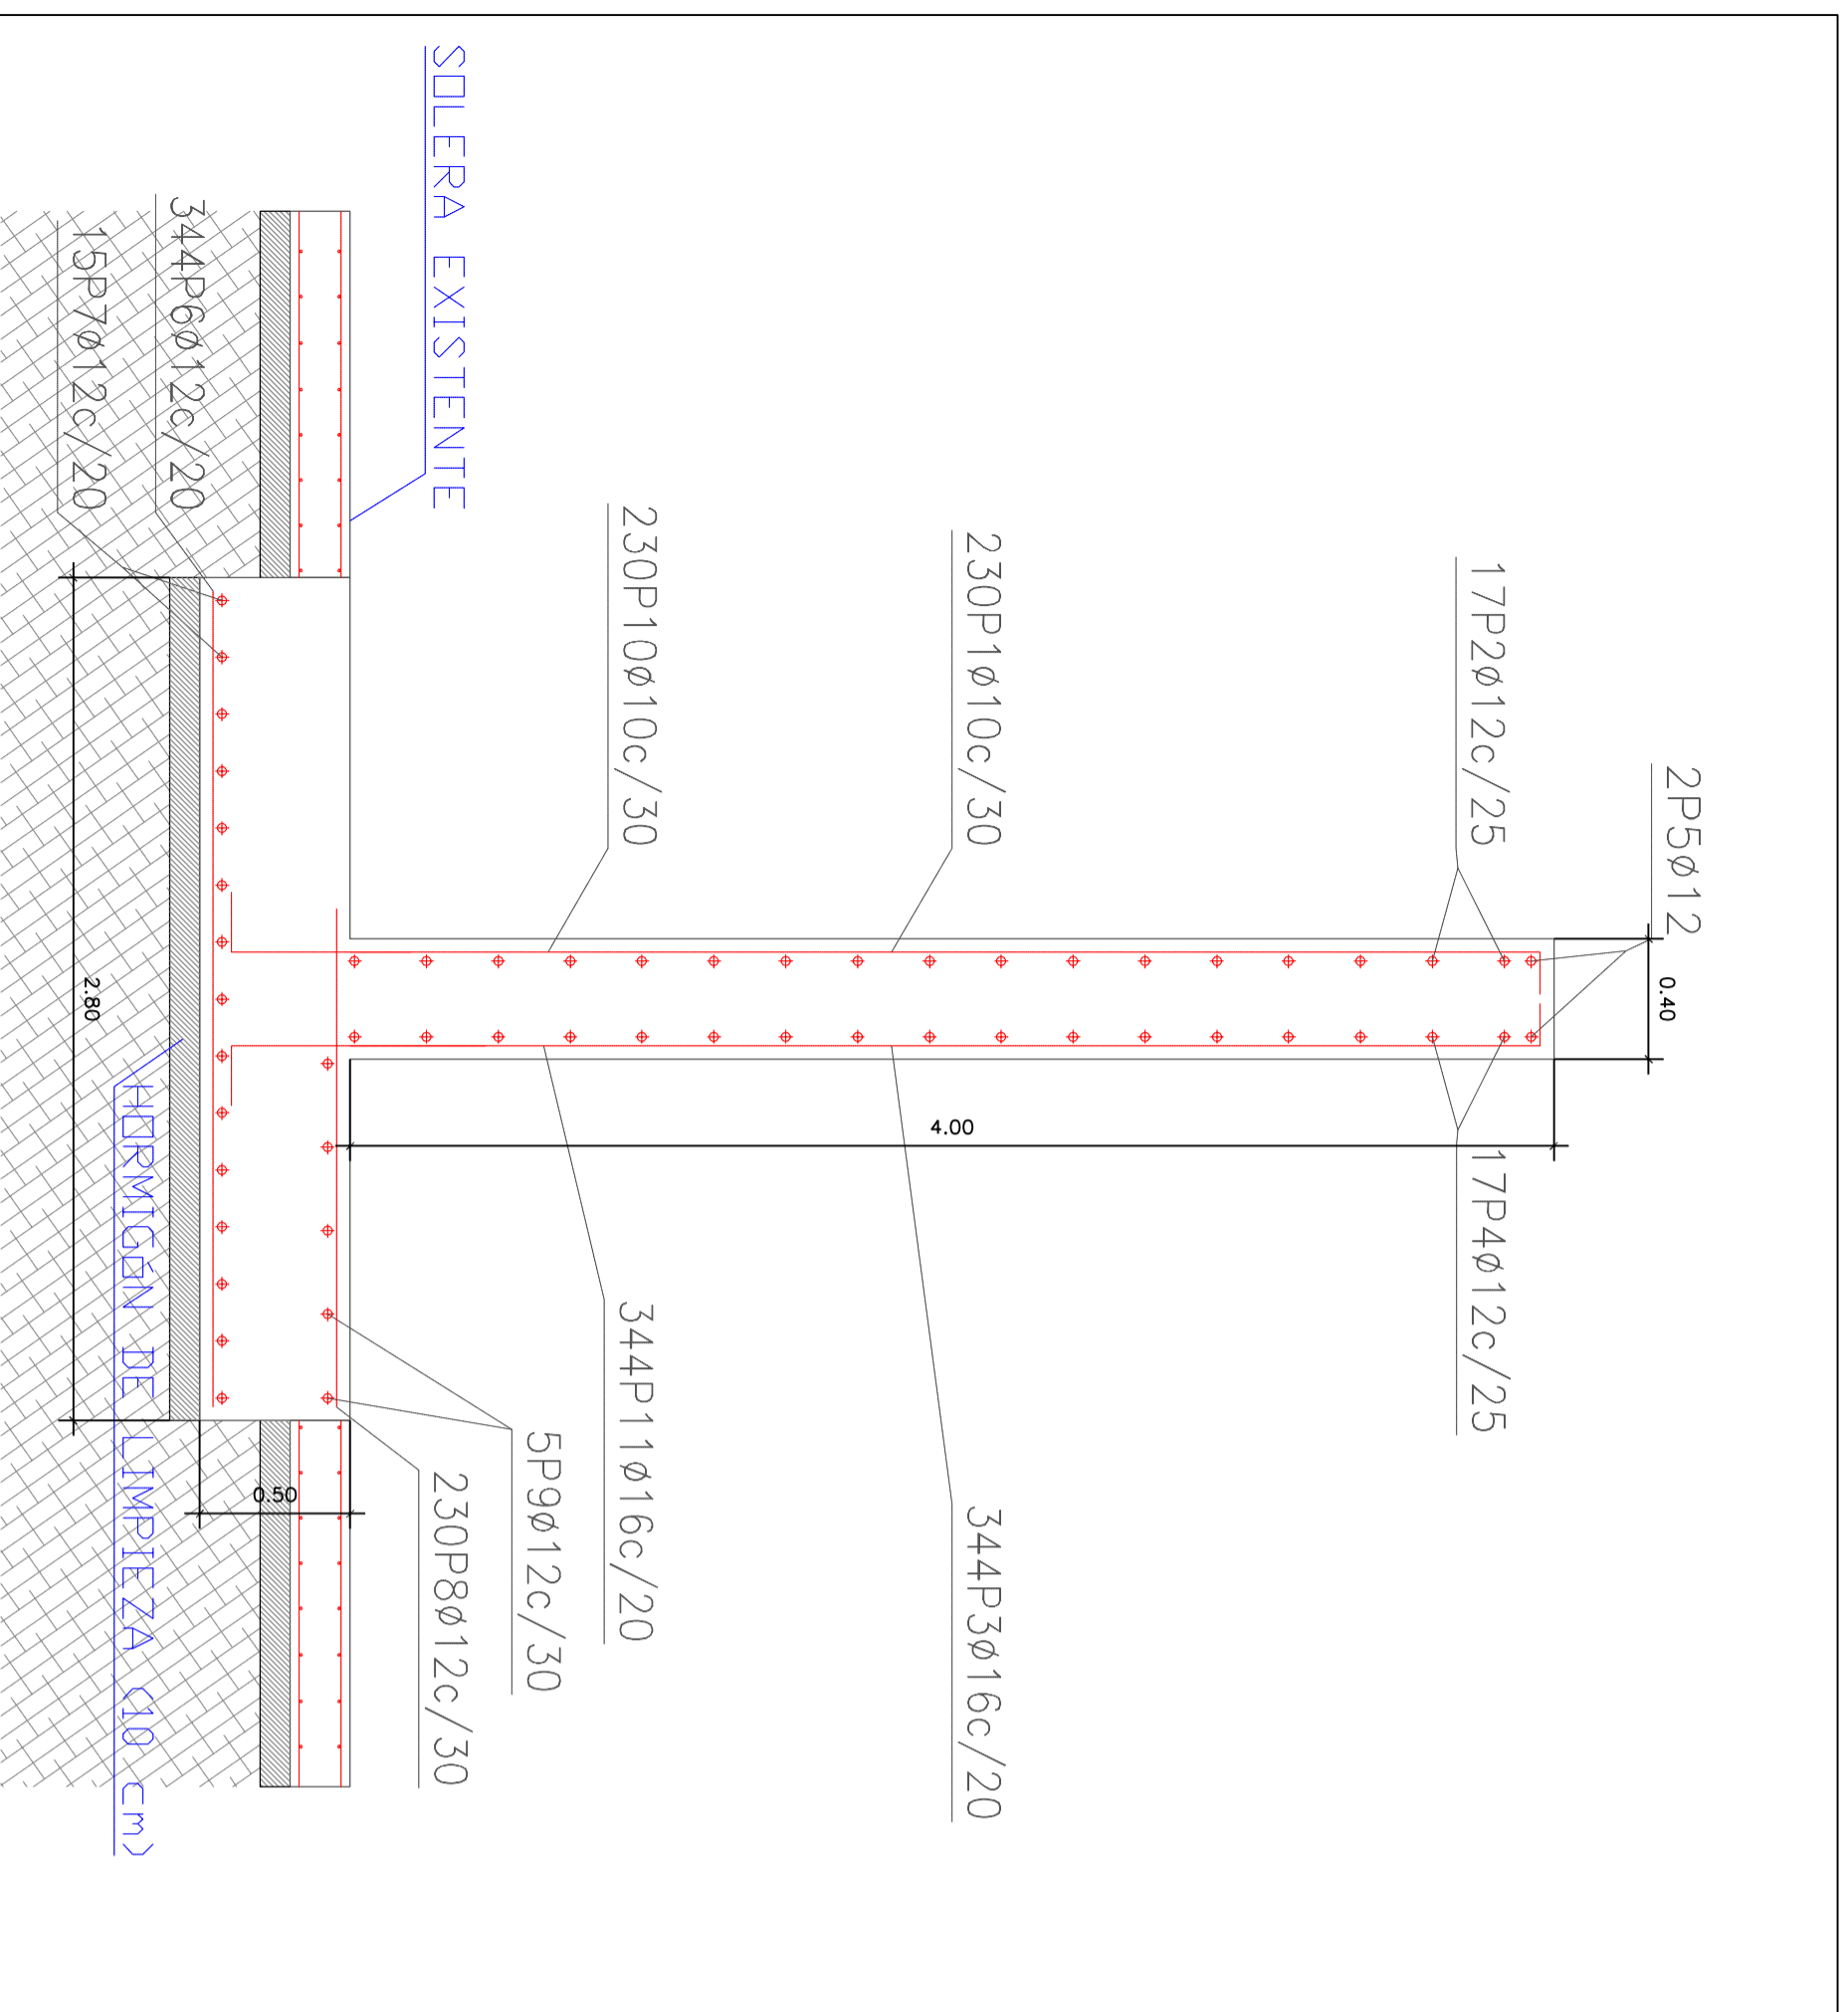 2P5ø12
0.40
17P2ø12c/25
17P4ø12c/25
230P1ø10c/30
4.00
344P3ø16c/20
230P10ø10c/30
344P11ø16c/20
5P9ø12c/30
SOLERA EXISTENTE
230P8ø12c/30
0.50
344P6ø12c/20
HORMIGÓN DE LIMPIEZA (10 cm)
15P7ø12c/20
2.80